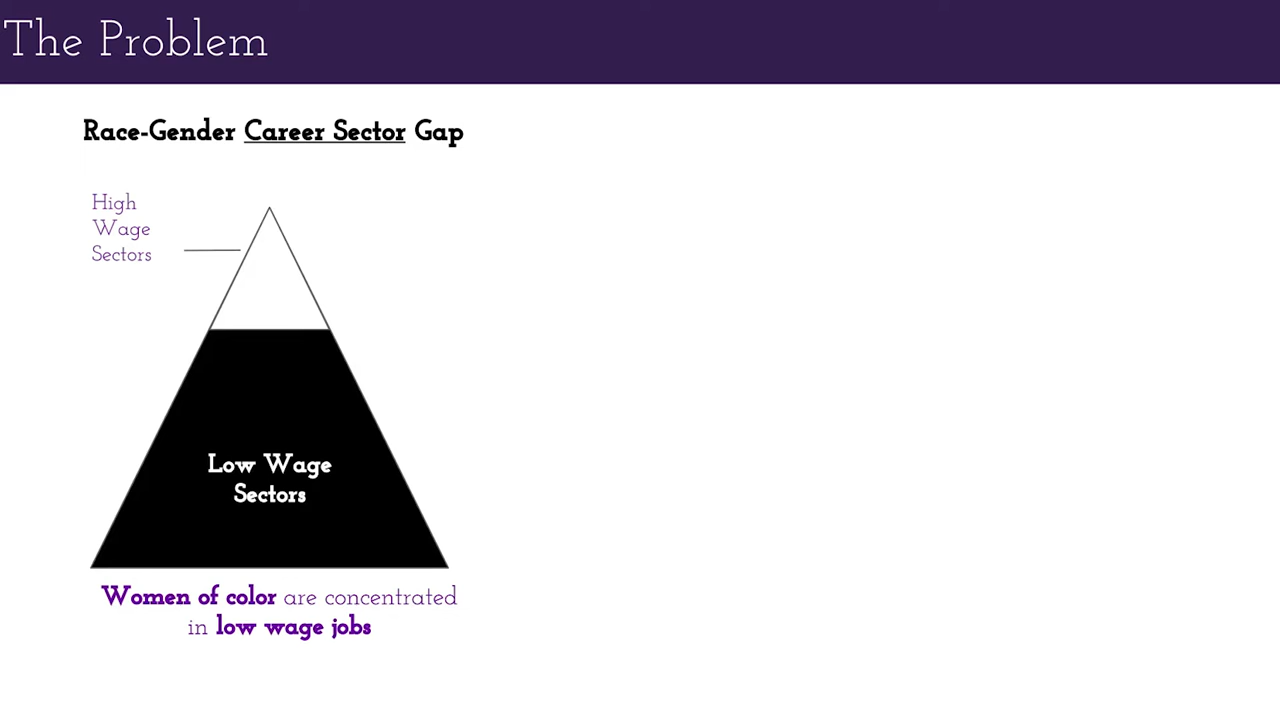 The Problem
Race-Gender Career Sector Gap
High
Wage
Sectors
Low Wage
Sectors
Women of color are concentrated
in low wage jobs